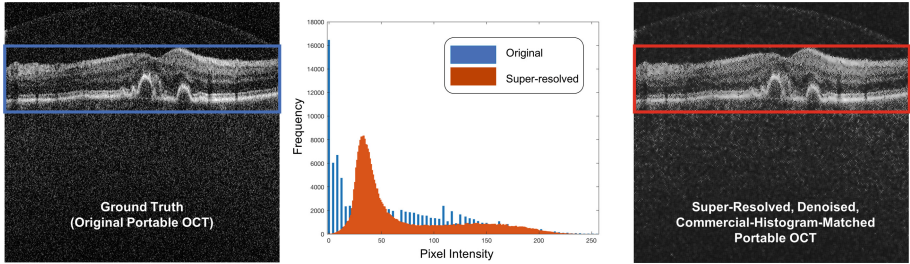 Ground Truth
(Original Portable OCT)
Frequency
18000
16000
14000
12000
10000
8000
6000
4000
2000
0
0
50
100
150
200
250
Pixel Intensity
Original
Super-resolved
Super-Resolved, Denoised,
Commercial-Histogram-Matched
Portable OCT